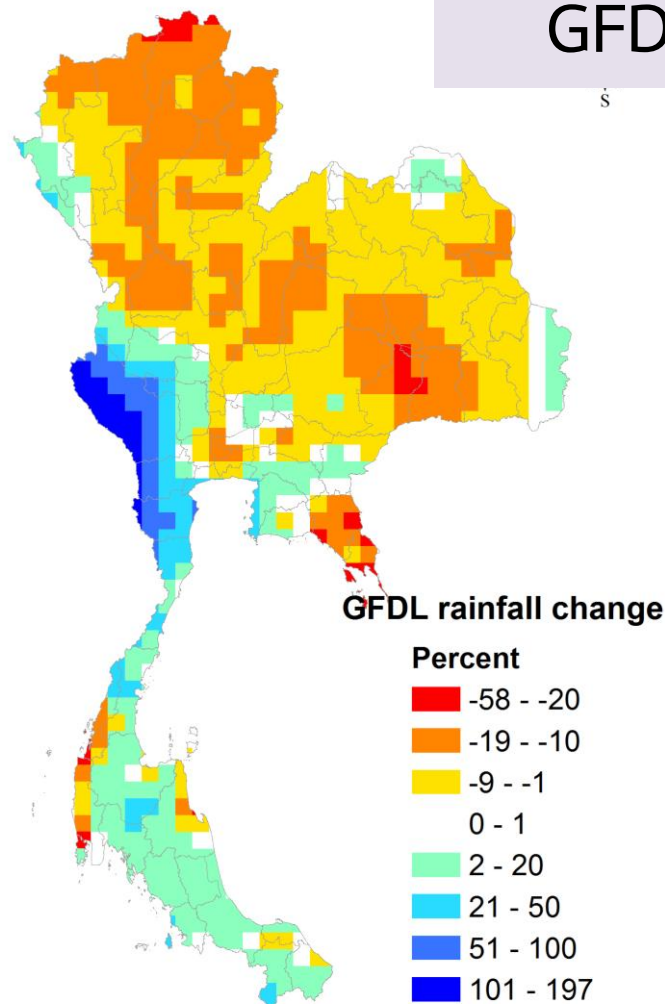 GFD
S
GFDL rainfall change
Percent
-58 - -20
-19 - -10
-9 - -1
0 - 1
2 - 20
21 - 50
51 - 100
101 - 197